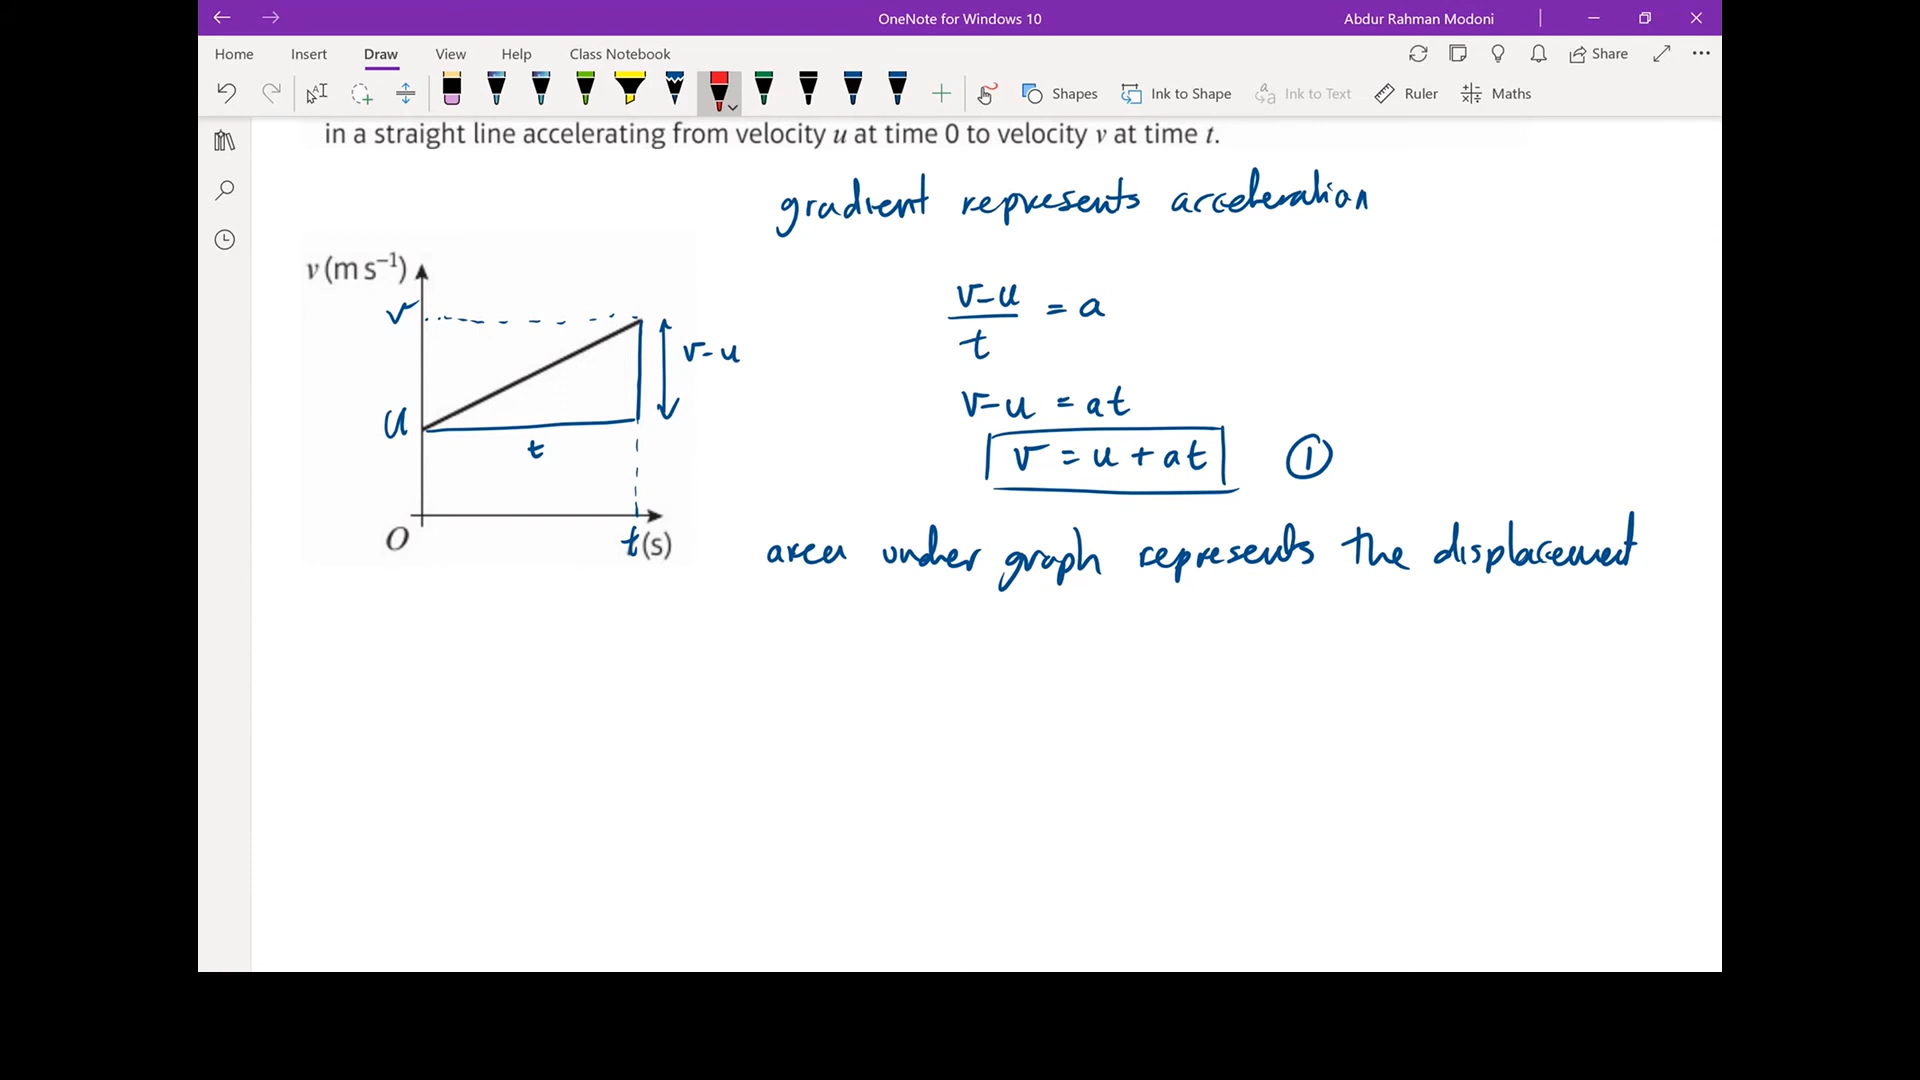 OneNote for Windows 10
Abdur Rahman Modoni
Home Insert Draw View Help Class Notebook
Share
Shapes Ink to Shape Ink to Text Ruler Maths
in a straight line accelerating from velocity u at time 0 to velocity v at time t.
gradient represents acceleration
v (m s⁻¹)
v
v-u
u
t
O
t (s)
v-u
t
= a
v-u = at
v = u + at ①
area under graph represents the displacement